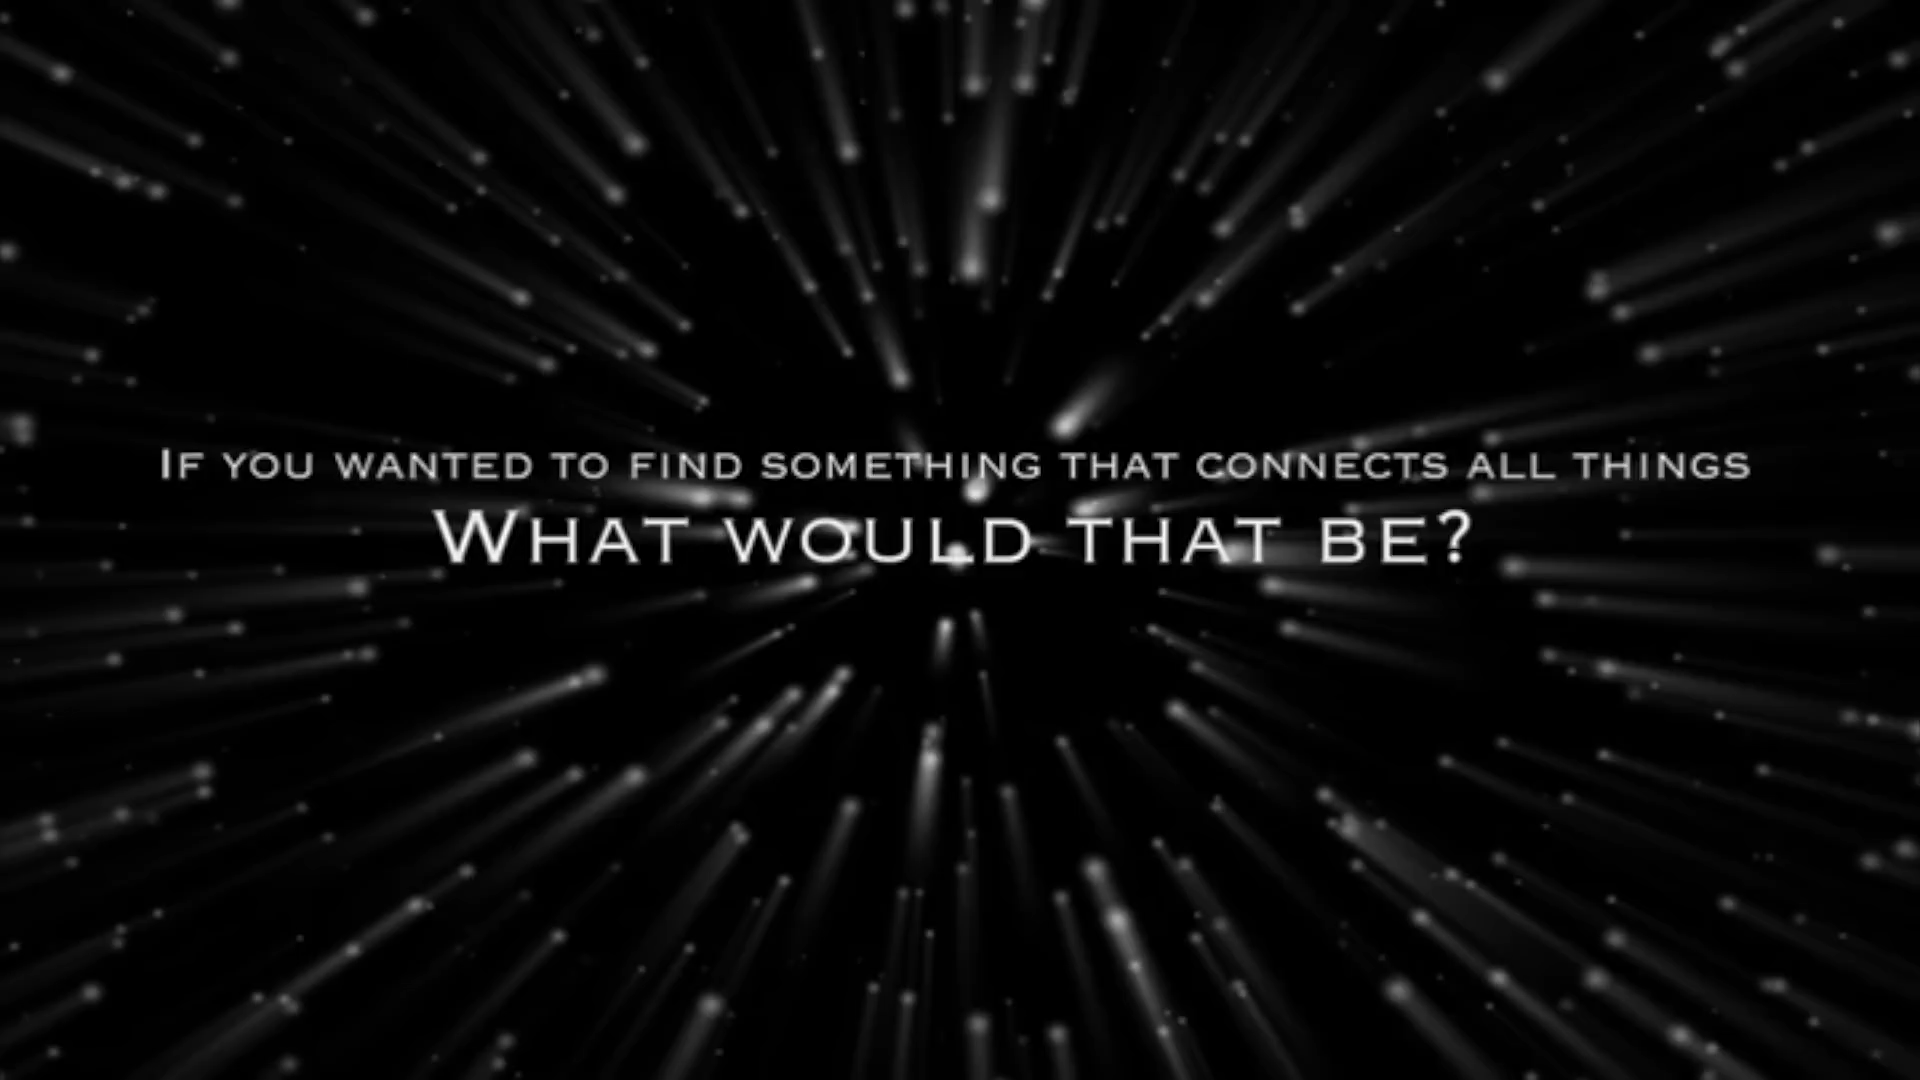 If you wanted to find something that connects all things
What would that be?